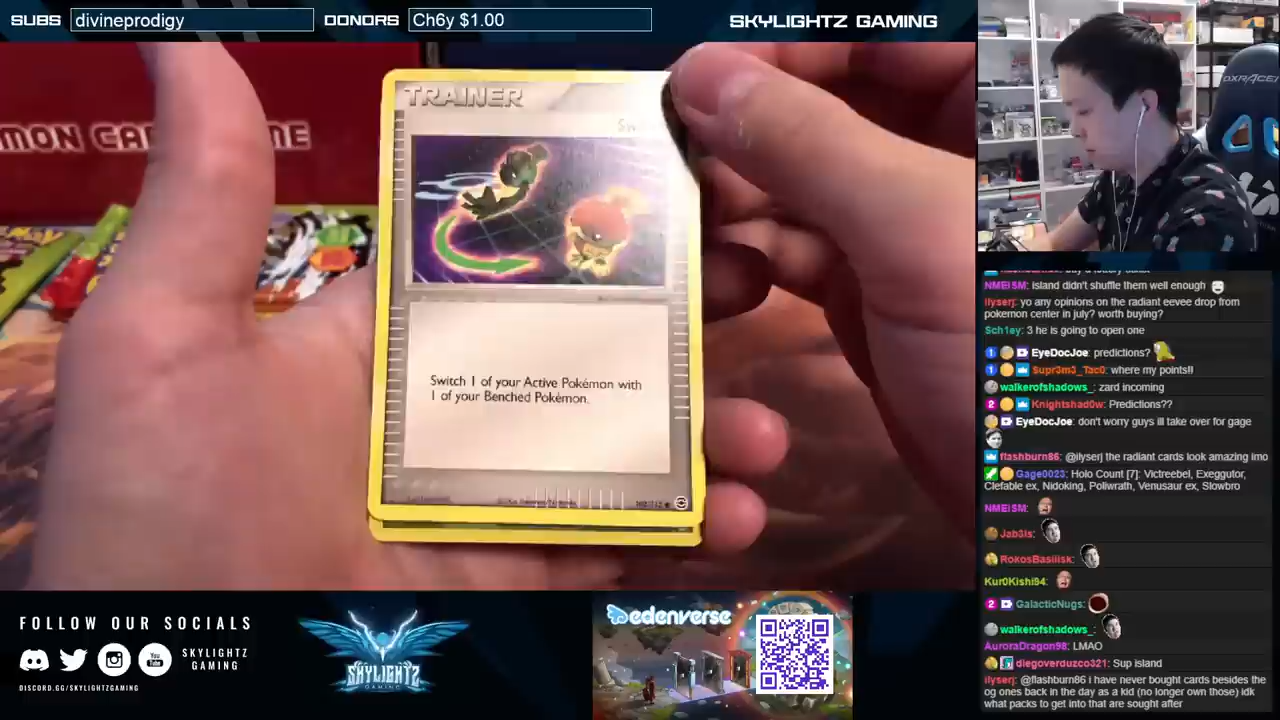 SUBS divineprodigy DONORS Ch6y $1.00 SKYLIGHTZ GAMING
TRAINER
Switch 1 of your Active Pokémon with
1 of your Benched Pokémon.
NMEISM: island didn't shuffle them well enough
ilyserj: yo any opinions on the radiant eevee drop from
pokemon center in july? worth buying?
Sch1ey: 3 he is going to open one
EyeDocJoe: predictions?
Supr3m3_Tac0: where my points!!
walkerofshadows_: zard incoming
Knightshad0w: Predictions??
EyeDocJoe: don't worry guys ill take over for gage
flashburn86: @ilyserj the radiant cards look amazing imo
Gage0023: Holo Count [7]: Victreebel, Exeggutor,
Clefable ex, Nidoking, Poliwrath, Venusaur ex, Slowbro
NMEISM:
Jab3ls:
RokosBasilisk:
Kur0Kishi94:
GalacticNugs:
walkerofshadows_:
AuroraDragon98: LMAO
diegoverduzco321: Sup island
ilyserj: @flashburn86 i have never bought cards besides the
og ones back in the day as a kid (no longer own those) idk
what packs to get into that are sought after
FOLLOW OUR SOCIALS
You
Tube
SKYLIGHTZ
GAMING
DISCORD.GG/SKYLIGHTZGAMING
SKYLIGHTZ
GAMING
edenverse